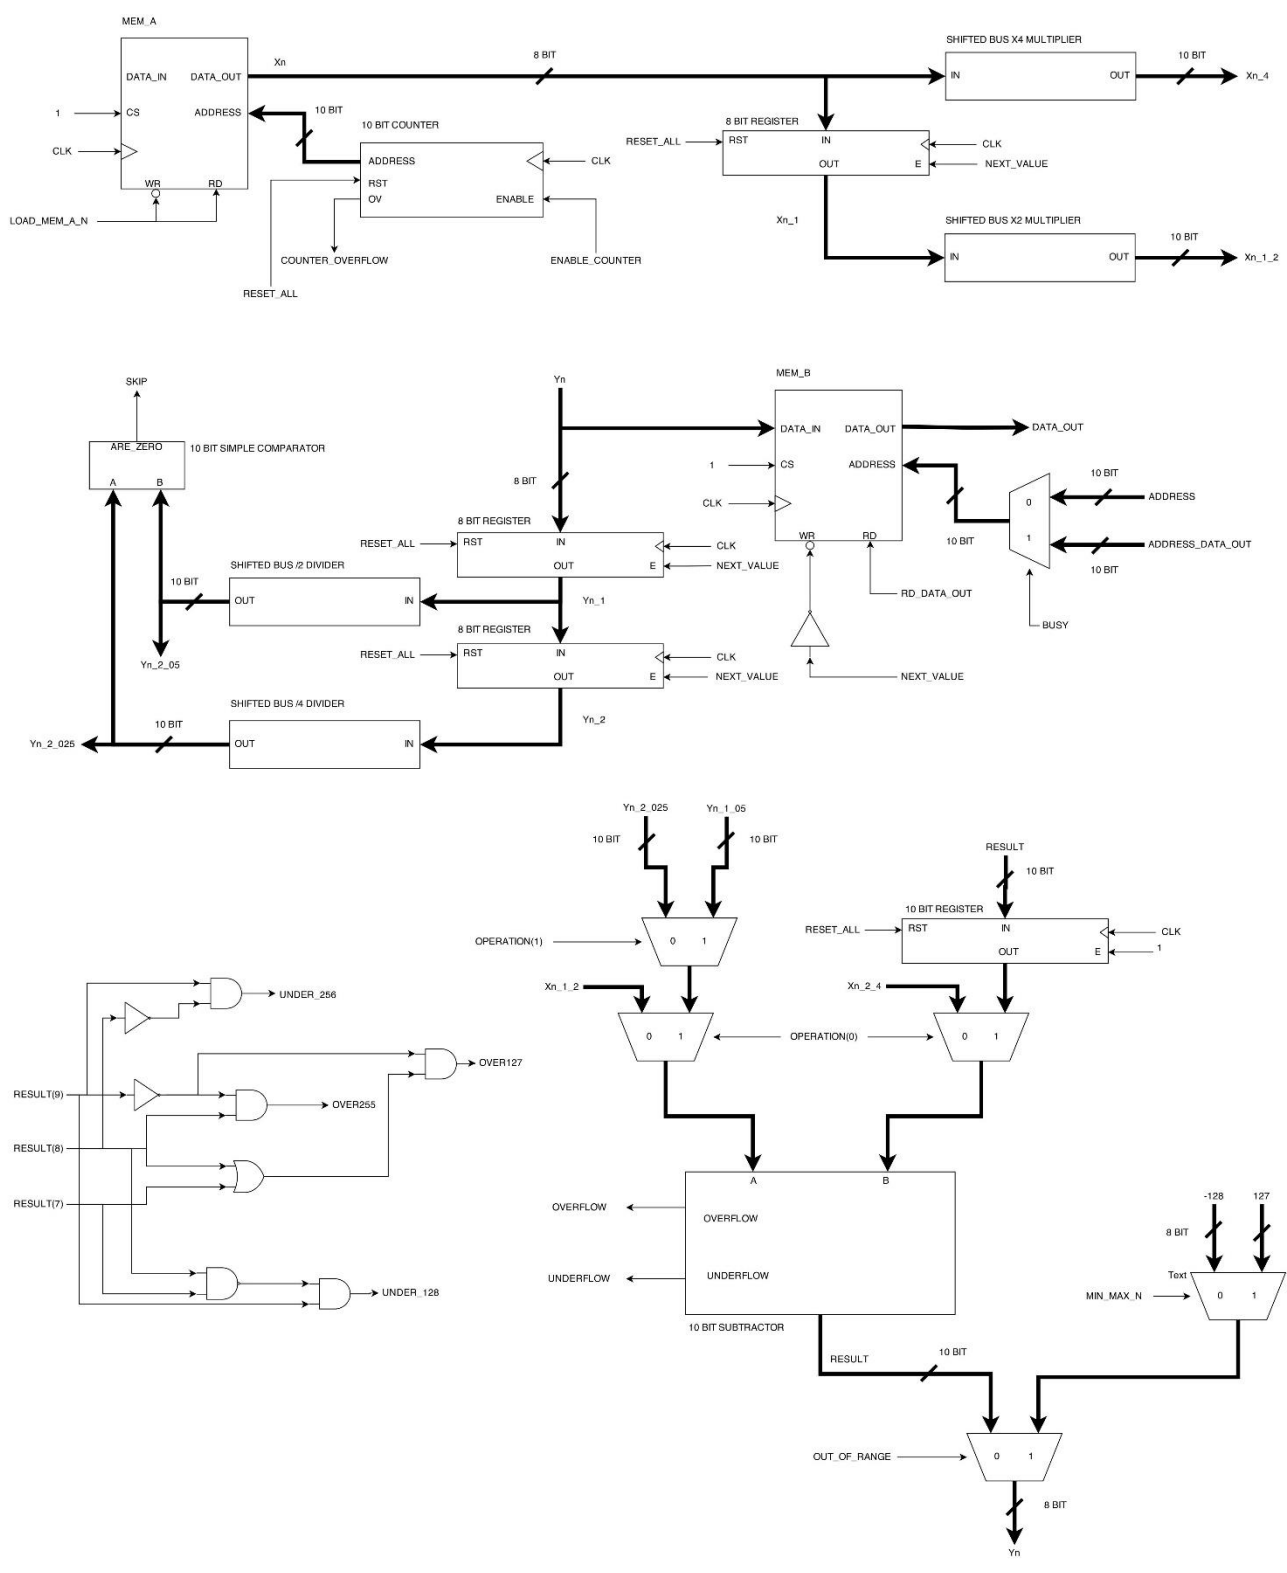 MEM_A
DATA_IN DATA_OUT
Xn
8 BIT
SHIFTED BUS X4 MULTIPLIER
IN OUT
10 BIT
Xn_4
1
CS ADDRESS
10 BIT
CLK
WR RD
LOAD_MEM_A_N
10 BIT COUNTER
ADDRESS
CLK
RST
OV ENABLE
COUNTER_OVERFLOW
ENABLE_COUNTER
RESET_ALL
8 BIT REGISTER
RESET_ALL
RST IN
CLK
OUT E
NEXT_VALUE
Xn_1
SHIFTED BUS X2 MULTIPLIER
IN OUT
10 BIT
Xn_1_2
SKIP
ARE_ZERO
10 BIT SIMPLE COMPARATOR
A B
Yn
8 BIT
8 BIT REGISTER
RESET_ALL
RST IN
CLK
OUT E
NEXT_VALUE
SHIFTED BUS /2 DIVIDER
10 BIT
OUT IN
Yn_1
Yn_2_05
8 BIT REGISTER
RESET_ALL
RST IN
CLK
OUT E
NEXT_VALUE
SHIFTED BUS /4 DIVIDER
10 BIT
Yn_2
Yn_2_025
OUT IN
MEM_B
DATA_IN DATA_OUT
DATA_OUT
1
CS ADDRESS
CLK
WR RD
10 BIT
10 BIT
ADDRESS
0
1
ADDRESS_DATA_OUT
10 BIT
RD_DATA_OUT
BUSY
NEXT_VALUE
Yn_2_025 Yn_1_05
10 BIT 10 BIT
RESULT
10 BIT
10 BIT REGISTER
OPERATION(1)
0 1
RESET_ALL
RST IN
CLK
OUT E
1
Xn_1_2
Xn_2_4
0 1
OPERATION(0)
0 1
UNDER_256
OVER127
RESULT(9)
OVER255
RESULT(8)
RESULT(7)
UNDER_128
A B
OVERFLOW
OVERFLOW
UNDERFLOW
UNDERFLOW
10 BIT SUBTRACTOR
-128 127
8 BIT
Text
MIN_MAX_N
0 1
RESULT
10 BIT
OUT_OF_RANGE
0 1
8 BIT
Yn